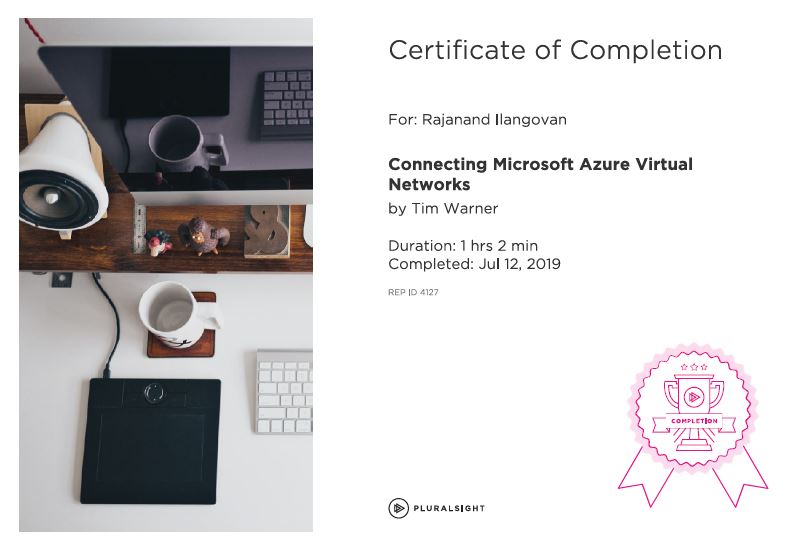 Certificate of Completion
For: Rajanand Ilangovan
Connecting Microsoft Azure Virtual
Networks
by Tim Warner
Duration: 1 hrs 2 min
Completed: Jul 12, 2019
REP ID 4127
COMPLETION
PLURALSIGHT